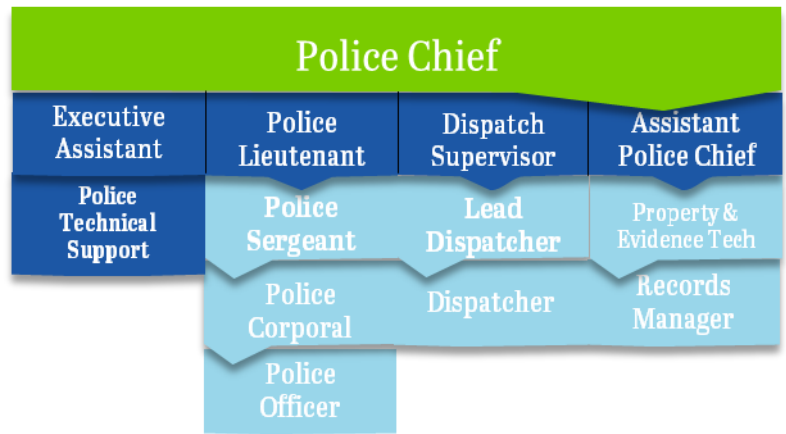 Police Chief
Executive
Assistant
Police
Lieutenant
Dispatch
Supervisor
Assistant
Police Chief
Police
Technical
Support
Police
Sergeant
Lead
Dispatcher
Property &
Evidence Tech
Police
Corporal
Dispatcher
Records
Manager
Police
Officer